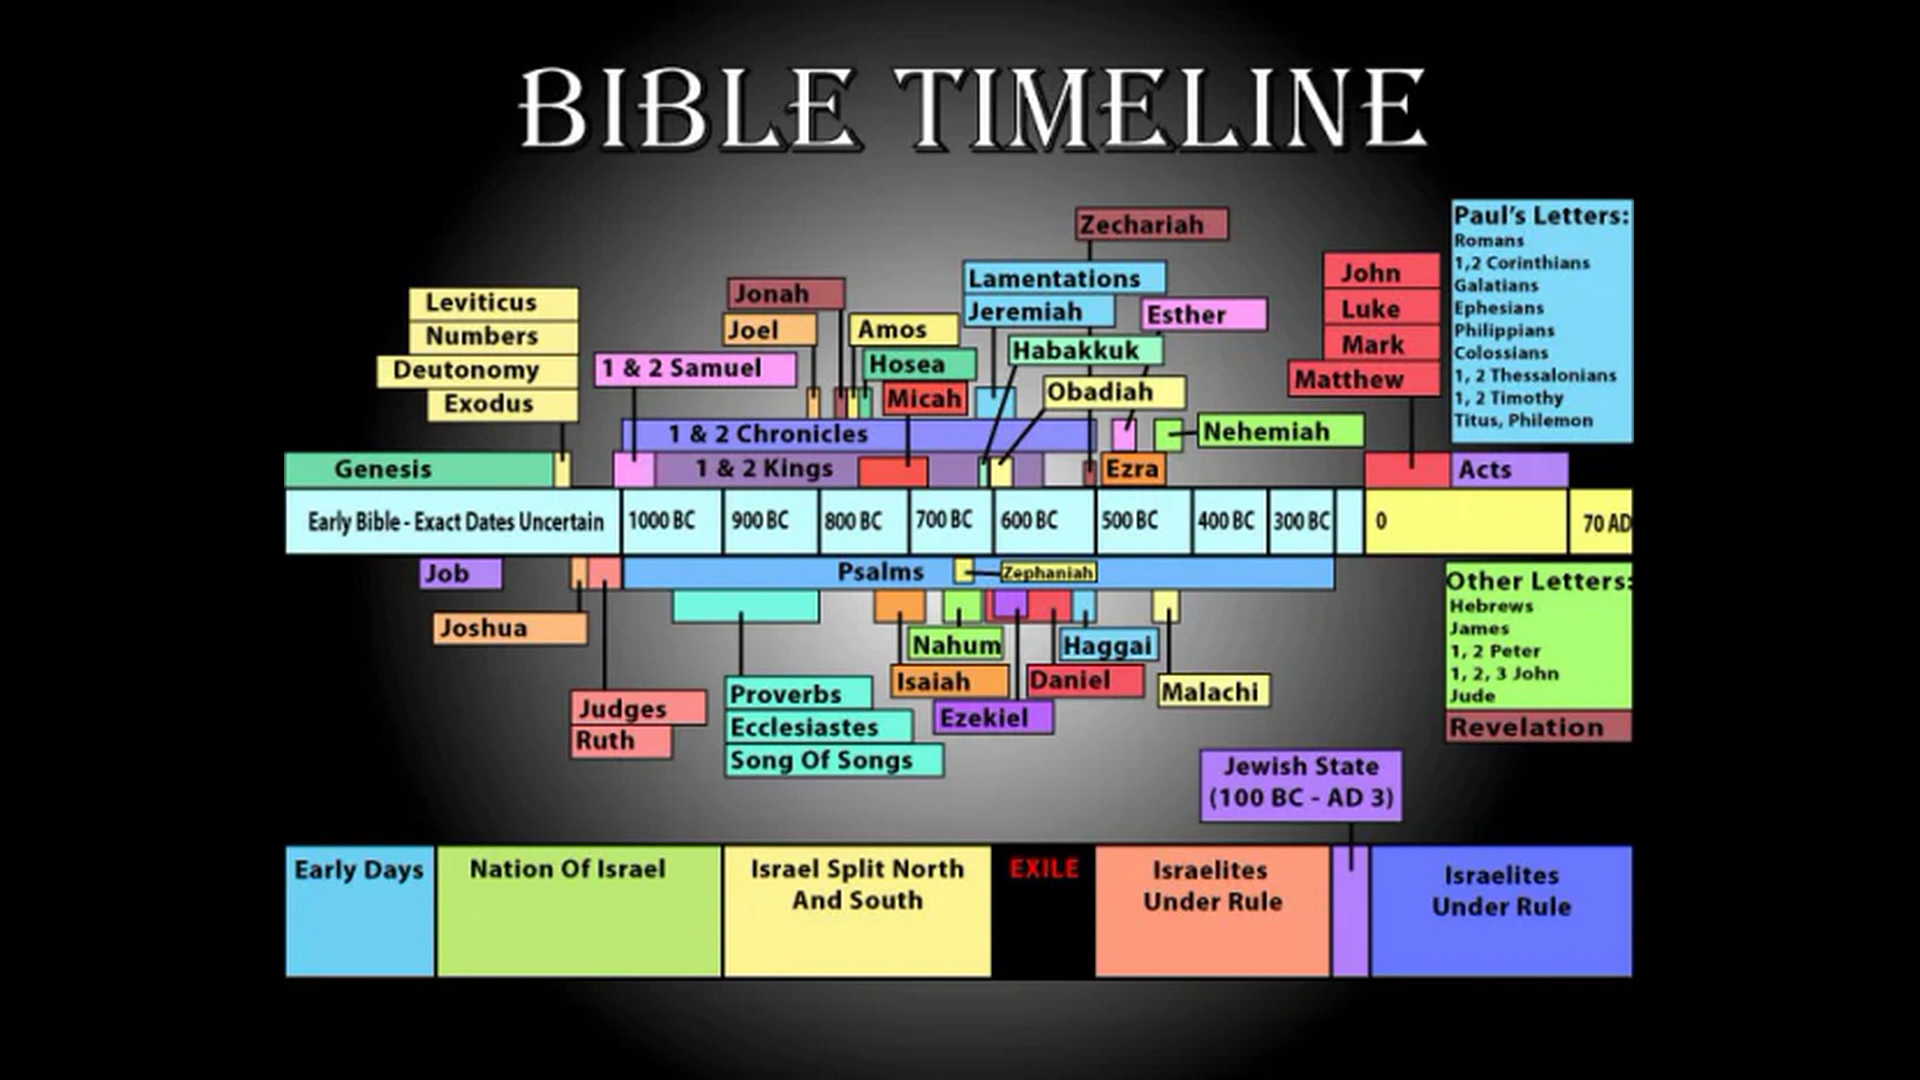 BIBLE TIMELINE
Zechariah
Paul's Letters:
Romans
1,2 Corinthians
Galatians
Ephesians
Philippians
Colossians
1, 2 Thessalonians
1, 2 Timothy
Titus, Philemon
John
Luke
Mark
Matthew
Lamentations
Jeremiah
Esther
Jonah
Joel
Amos
Hosea
Micah
Habakkuk
Obadiah
Leviticus
Numbers
Deutonomy
Exodus
1 & 2 Samuel
1 & 2 Chronicles
Nehemiah
Genesis
1 & 2 Kings
Ezra
Acts
Early Bible - Exact Dates Uncertain
1000 BC
900 BC
800 BC
700 BC
600 BC
500 BC
400 BC
300 BC
0
70 AD
Job
Psalms
Zephaniah
Joshua
Nahum
Haggai
Isaiah
Daniel
Malachi
Ezekiel
Judges
Ruth
Proverbs
Ecclesiastes
Song Of Songs
Other Letters:
Hebrews
James
1, 2 Peter
1, 2, 3 John
Jude
Revelation
Jewish State
(100 BC - AD 3)
Early Days
Nation Of Israel
Israel Split North
And South
EXILE
Israelites
Under Rule
Israelites
Under Rule